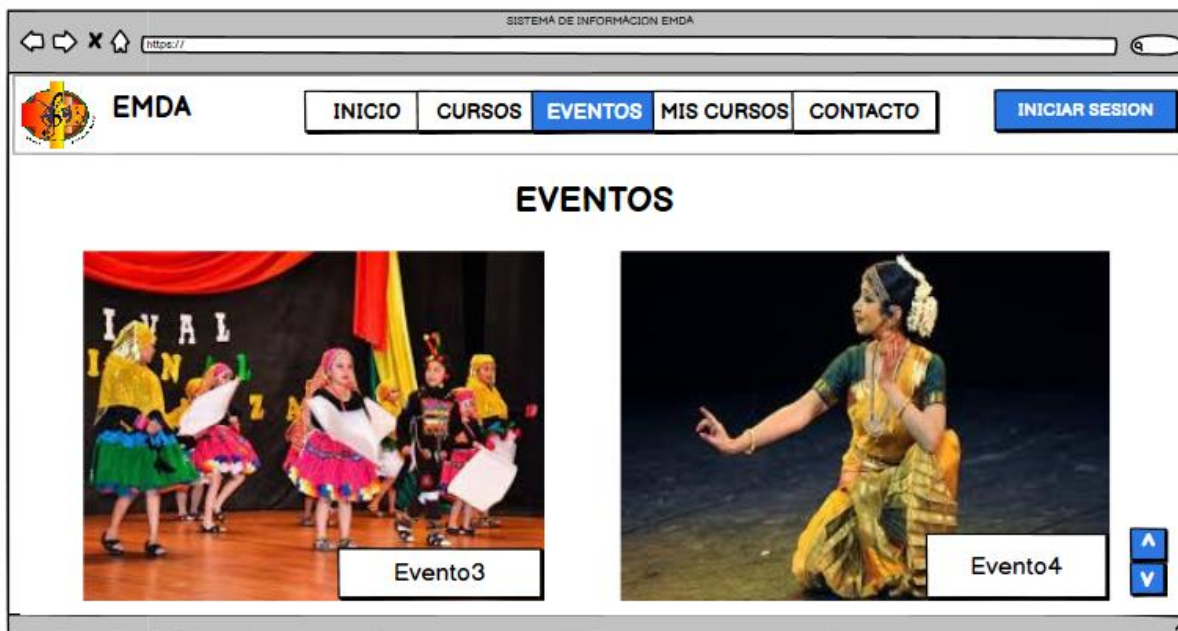 SISTEMA DE INFORMACION EMDA
https://
EMDA
INICIO CURSOS EVENTOS MIS CURSOS CONTACTO
INICIAR SESION
EVENTOS
I V A L
Evento3
Evento4